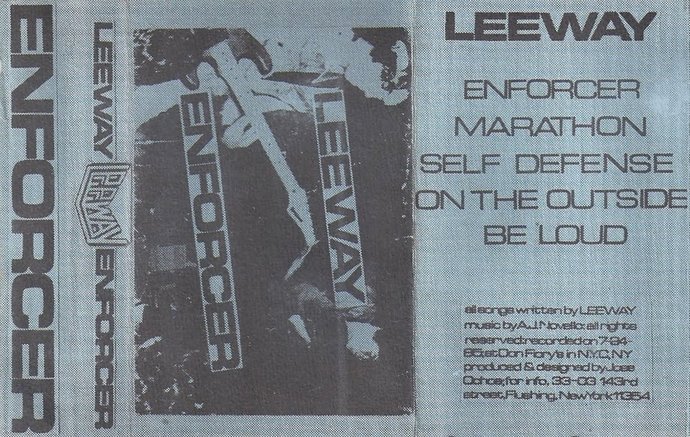 ENFORCER
LEEWAY
LEEWAY
ENFORCER
ENFORCER
LEEWAY
LEEWAY
ENFORCER
MARATHON
SELF DEFENSE
ON THE OUTSIDE
BE LOUD
all songs written by LEEWAY
music by A.J. Novello: all rights
reserved: recorded on
85; at Don Fiory's in N.Y.C, NY
produced & designed by Jose
Ochoa; for info, 33-03 143rd
street, Flushing, New York 11354